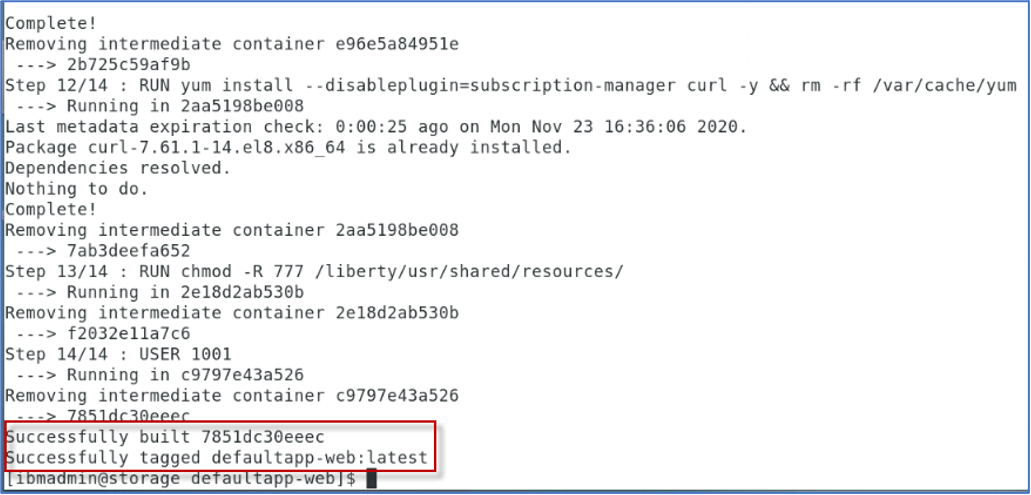 Complete!
Removing intermediate container e96e5a84951e
---> 2b725c59af9b
Step 12/14 : RUN yum install --disableplugin=subscription-manager curl -y && rm -rf /var/cache/yum
---> Running in 2aa5198be008
Last metadata expiration check: 0:00:25 ago on Mon Nov 23 16:36:06 2020.
Package curl-7.61.1-14.el8.x86_64 is already installed.
Dependencies resolved.
Nothing to do.
Complete!
Removing intermediate container 2aa5198be008
---> 7ab3deefa652
Step 13/14 : RUN chmod -R 777 /liberty/usr/shared/resources/
---> Running in 2e18d2ab530b
Removing intermediate container 2e18d2ab530b
---> f2032e11a7c6
Step 14/14 : USER 1001
---> Running in c9797e43a526
Removing intermediate container c9797e43a526
---> 7851dc30eeec
Successfully built 7851dc30eeec
Successfully tagged defaultapp-web:latest
[ibmadmin@storage defaultapp-web]$